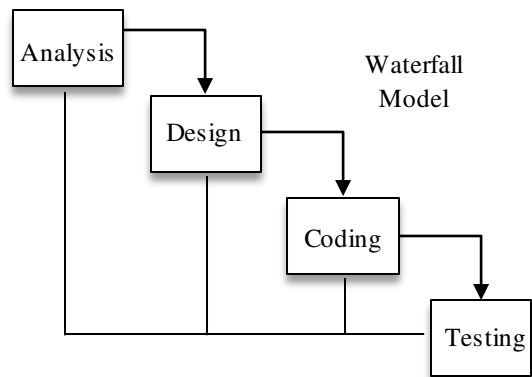 Analysis
Waterfall
Model
Design
Coding
Testing